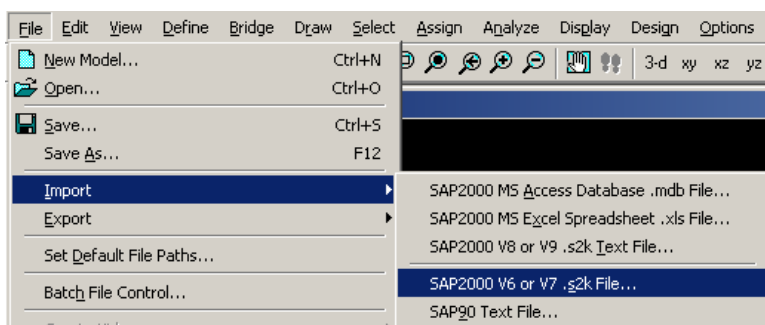 File Edit View Define Bridge Draw Select Assign Analyze Display Design Options
New Model... Ctrl+N
3-d xy xz yz
Open... Ctrl+O
Save... Ctrl+S
Save As... F12
Import
SAP2000 MS Access Database .mdb File...
Export
SAP2000 MS Excel Spreadsheet .xls File...
Set Default File Paths...
SAP2000 V8 or V9 .s2k Text File...
Batch File Control...
SAP2000 V6 or V7 .s2k File...
SAP90 Text File...